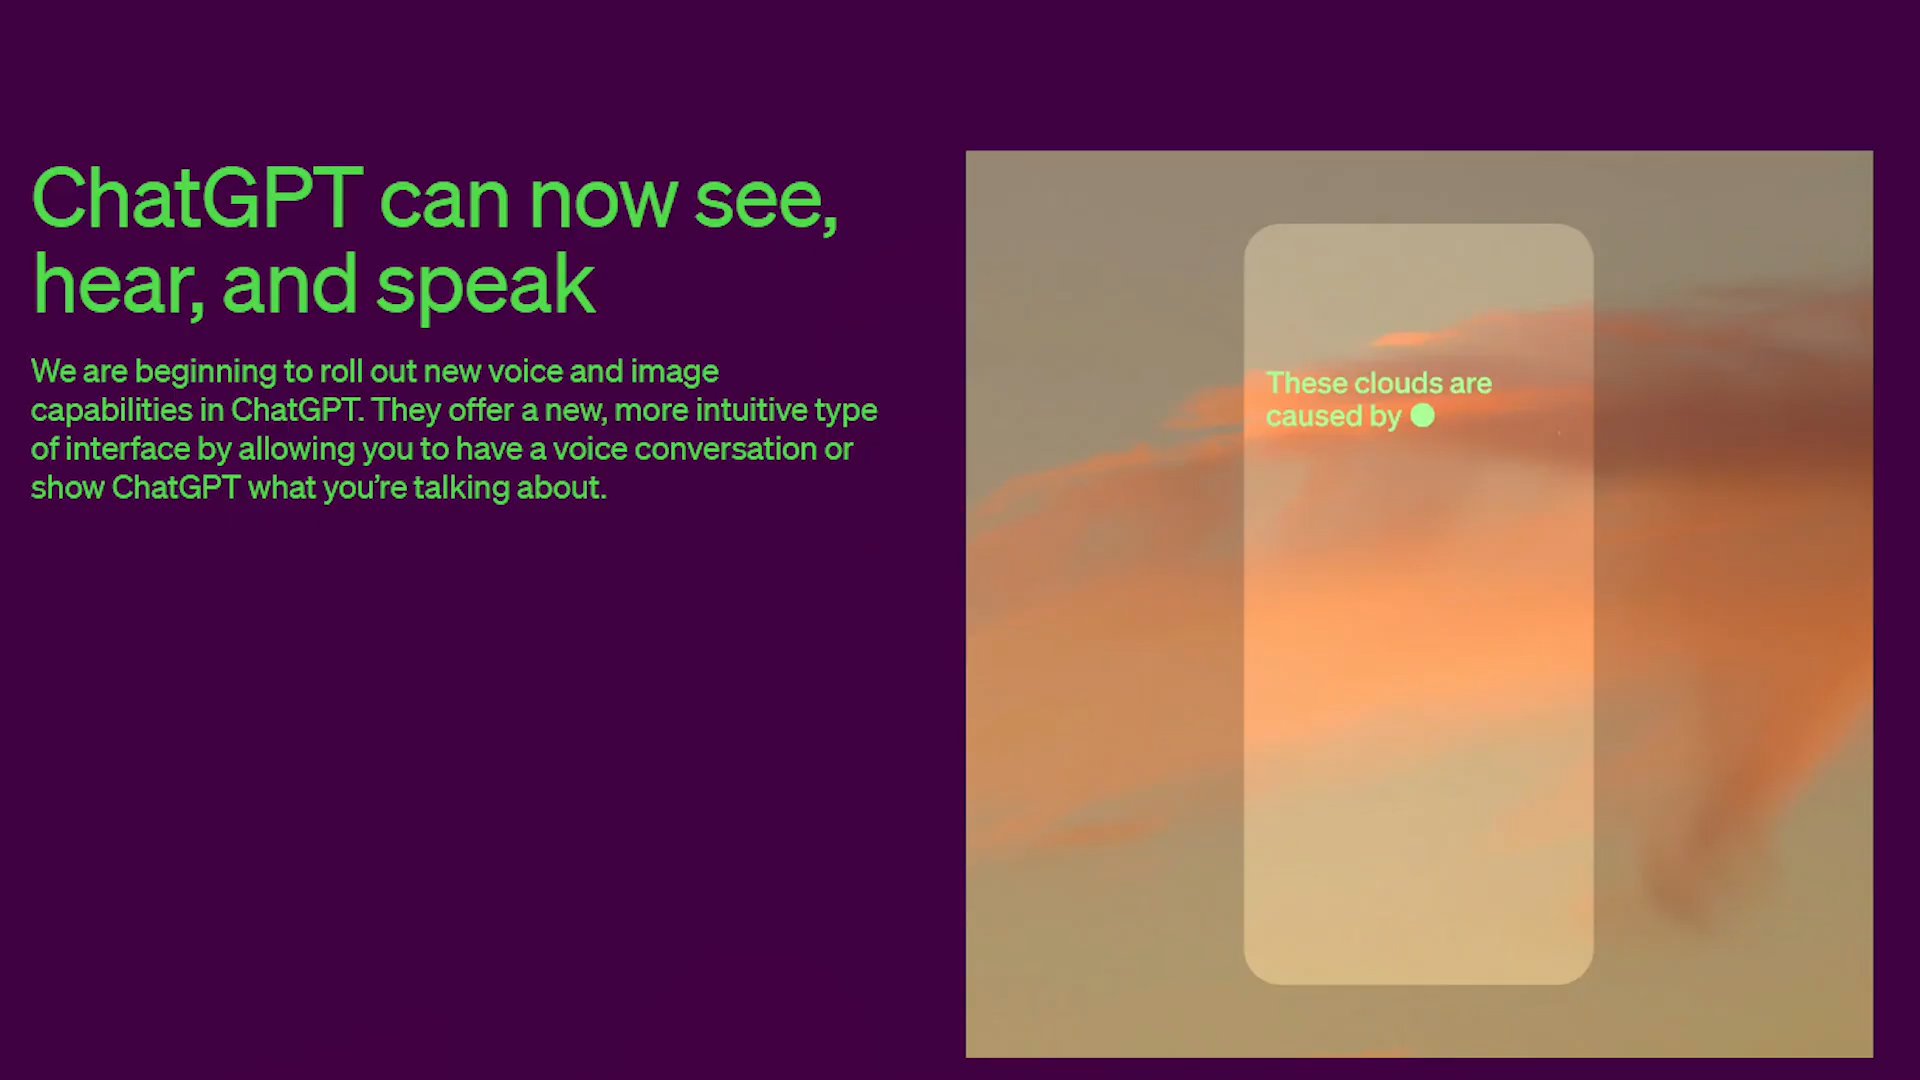 ChatGPT can now see,
hear, and speak
We are beginning to roll out new voice and image
capabilities in ChatGPT. They offer a new, more intuitive type
of interface by allowing you to have a voice conversation or
show ChatGPT what you’re talking about.
These clouds are
caused by